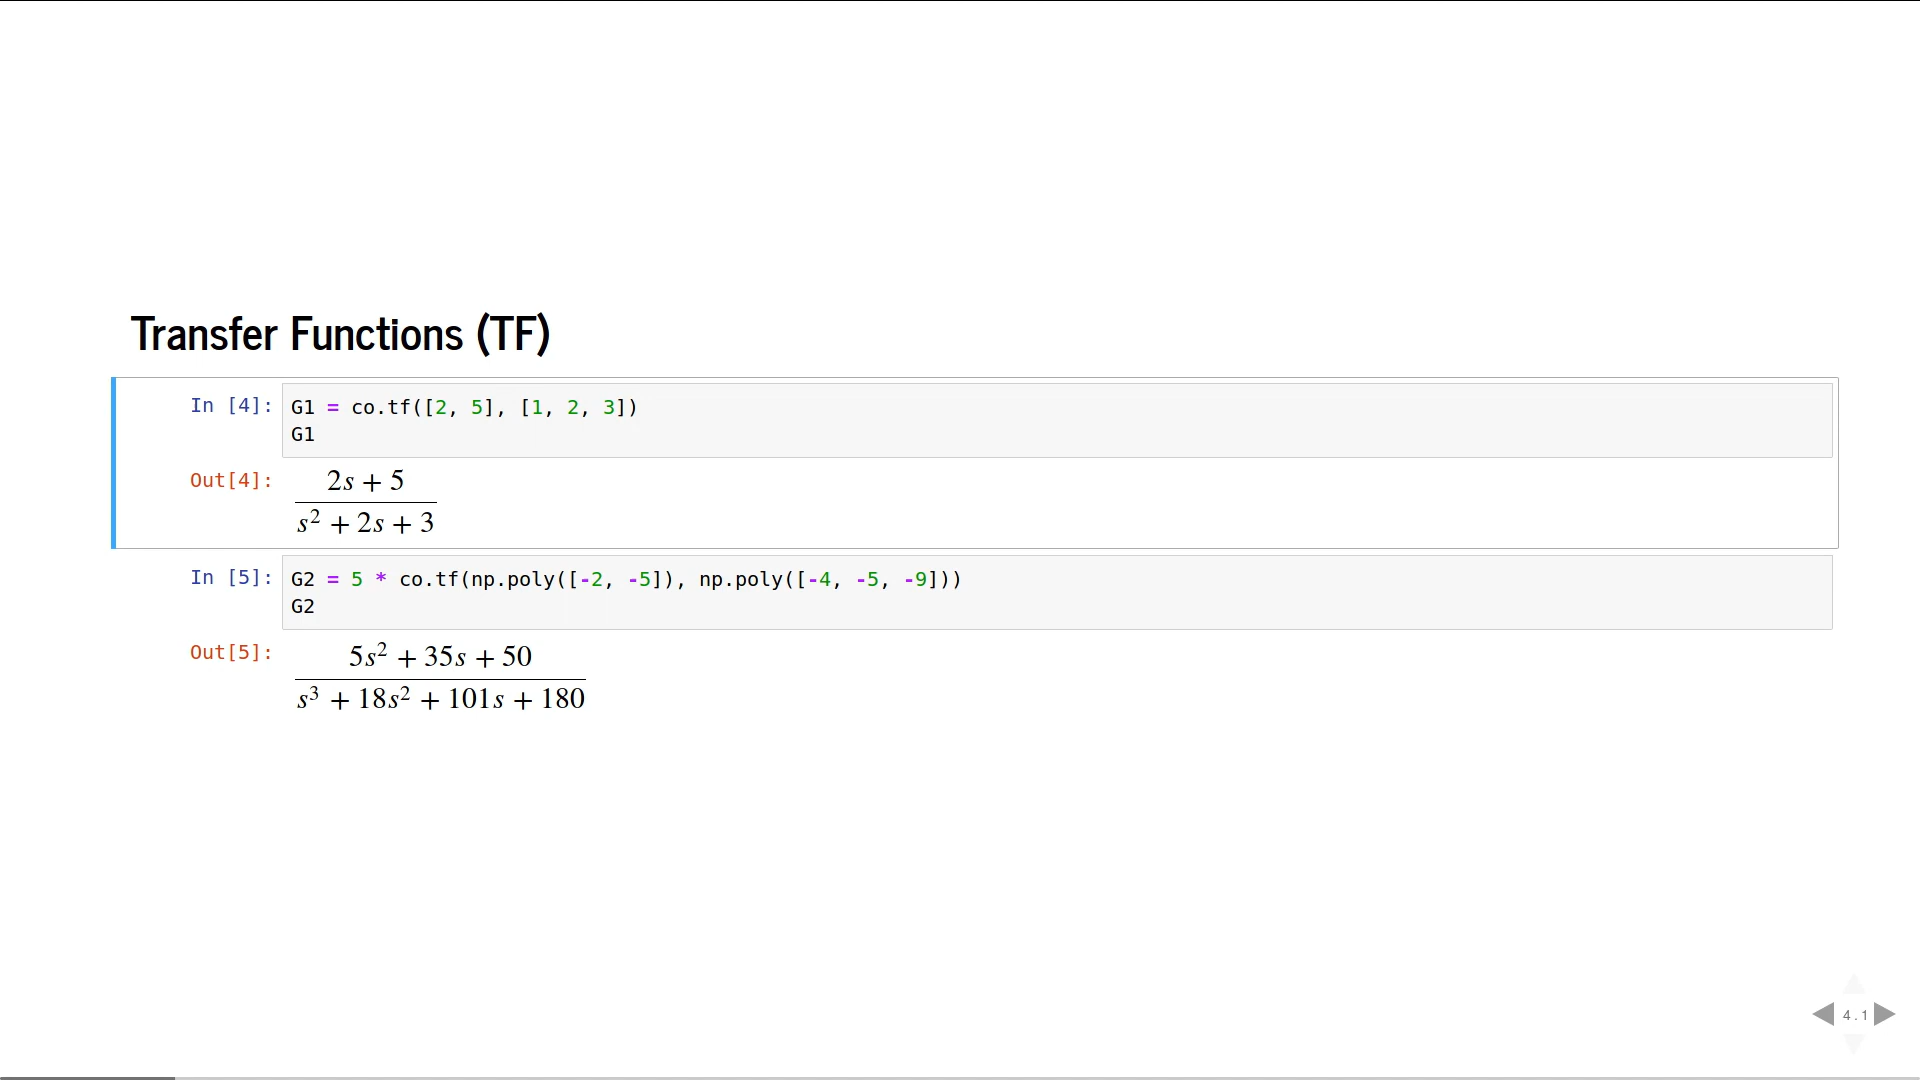 Transfer Functions (TF)
In [4]: G1 = co.tf([2, 5], [1, 2, 3])
G1
Out[4]: 2s + 5
s² + 2s + 3
In [5]: G2 = 5 * co.tf(np.poly([-2, -5]), np.poly([-4, -5, -9]))
G2
Out[5]: 5s² + 35s + 50
s³ + 18s² + 101s + 180
4.1